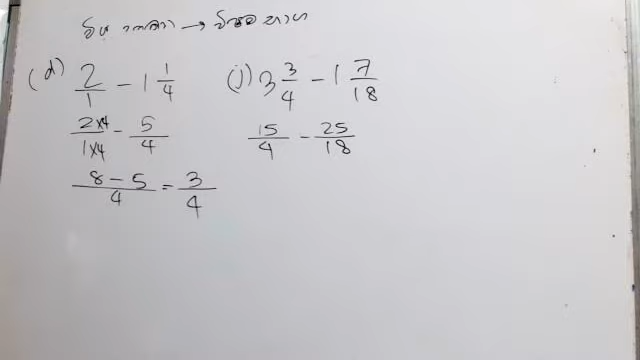 → විෂම භාග
(d) 2/1 - 1 1/4
(j) 3 3/4 - 1 7/18
2×4/1×4 - 5/4
15/4 - 25/18
8-5/4 = 3/4